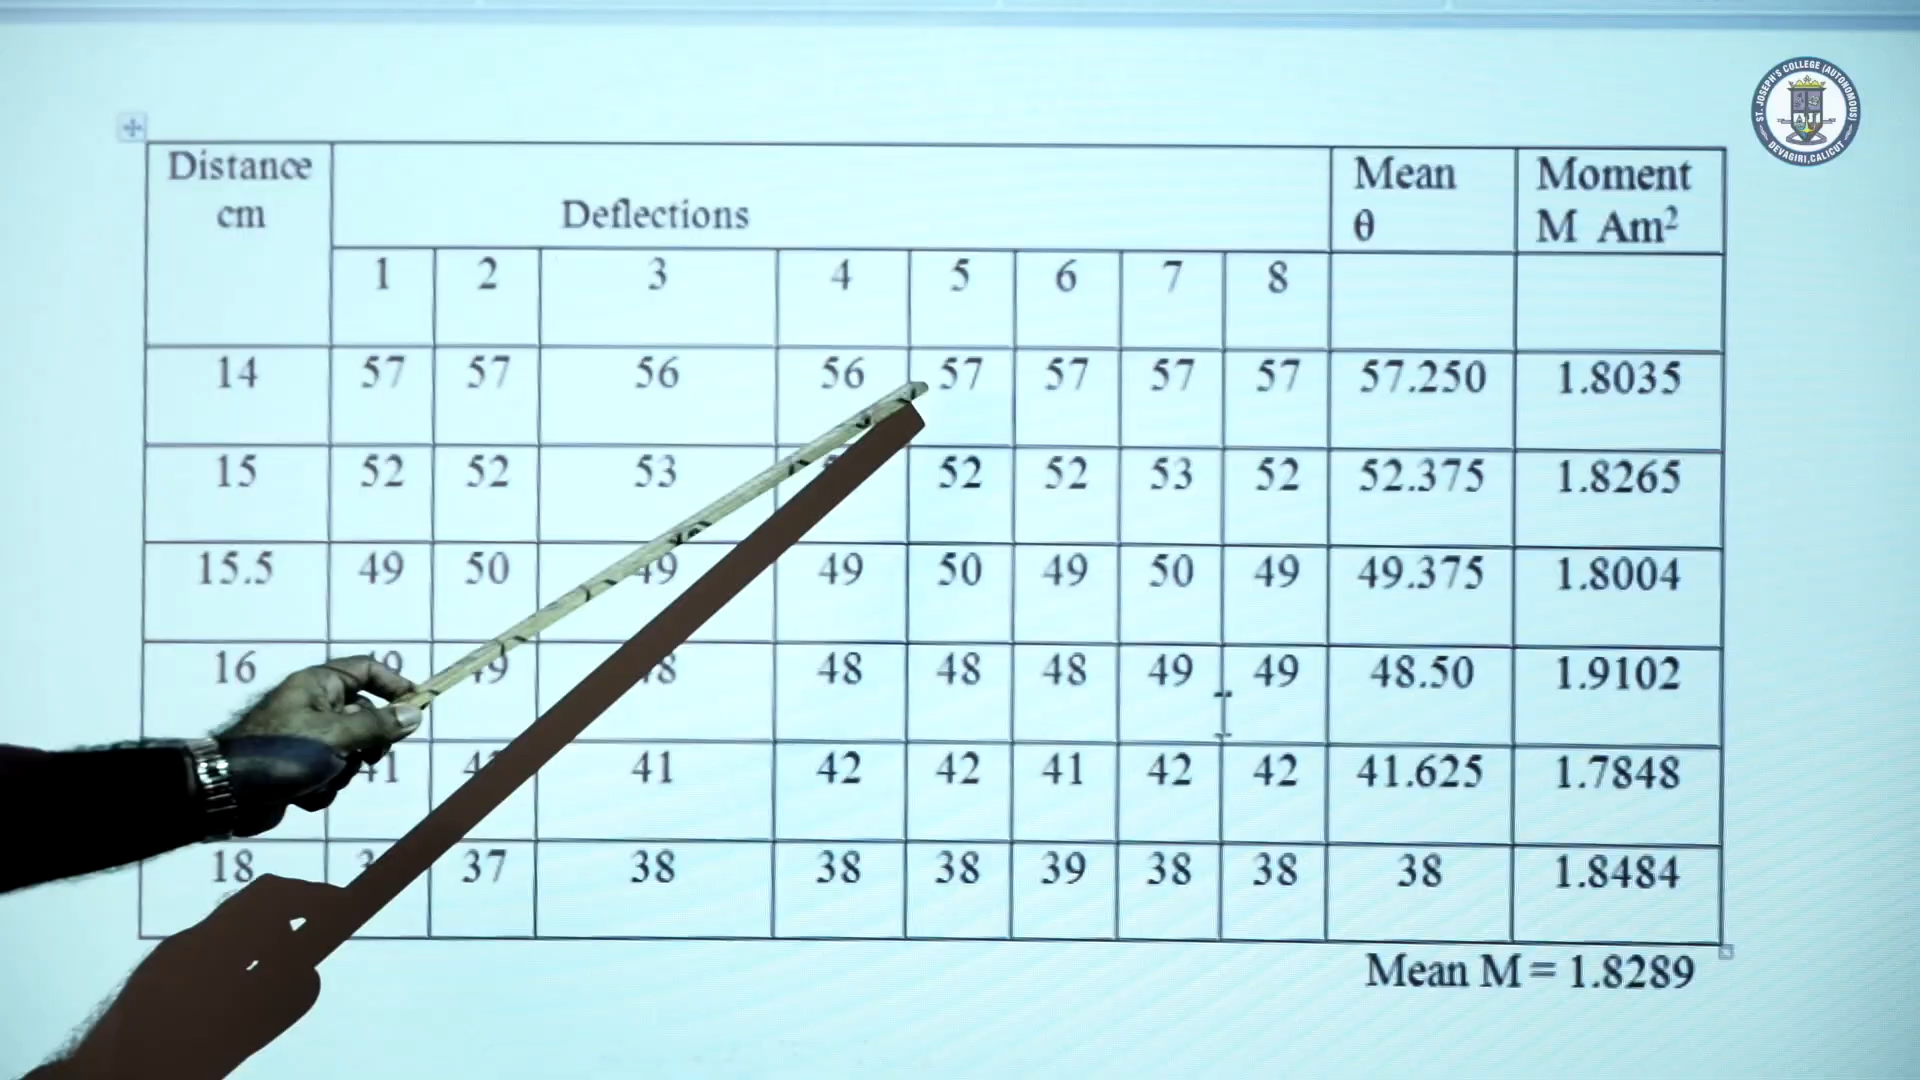 ST. JOSEPH'S COLLEGE (AUTONOMOUS)
DEVAGIRI, CALICUT
Distance cm Deflections Mean θ Moment M Am²
1 2 3 4 5 6 7 8
14 57 57 56 56 57 57 57 57 57.250 1.8035
15 52 52 53 52 52 53 52 52.375 1.8265
15.5 49 50 49 49 50 49 50 49 49.375 1.8004
16 48 48 48 49 49 48.50 1.9102
41 41 42 42 41 42 42 41.625 1.7848
18 37 38 38 38 39 38 38 38 1.8484
Mean M = 1.8289